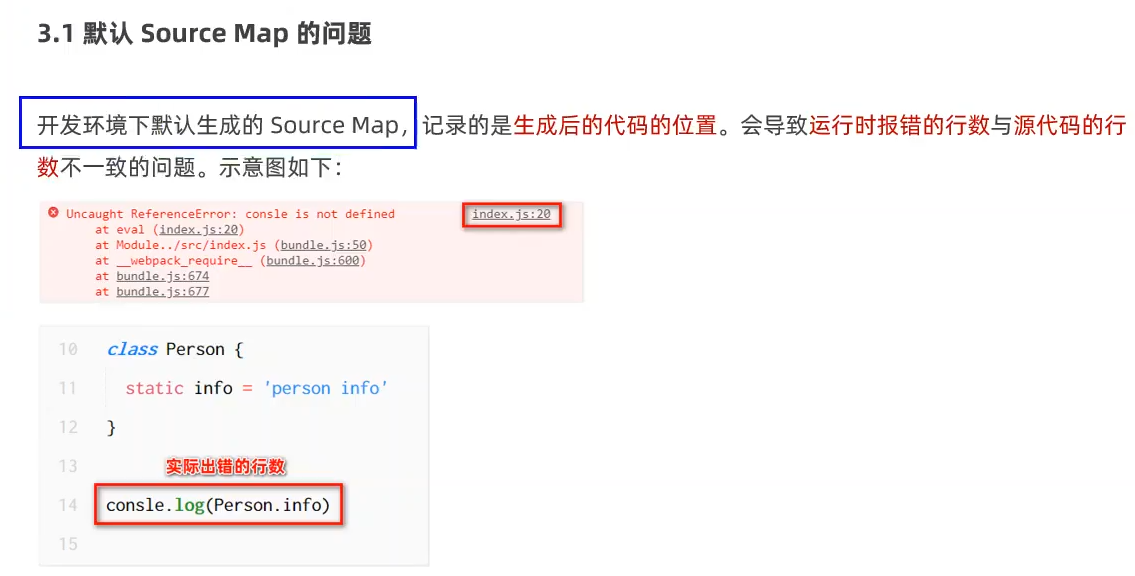 3.1 默认 Source Map 的问题
开发环境下默认生成的 Source Map，记录的是生成后的代码的位置。会导致运行时报错的行数与源代码的行
数不一致的问题。示意图如下：
Uncaught ReferenceError: consle is not defined index.js:20
at eval (index.js:20)
at Module../src/index.js (bundle.js:50)
at __webpack_require__ (bundle.js:600)
at bundle.js:674
at bundle.js:677
10 class Person {
11 static info = 'person info'
12 }
13 实际出错的行数
14 consle.log(Person.info)
15